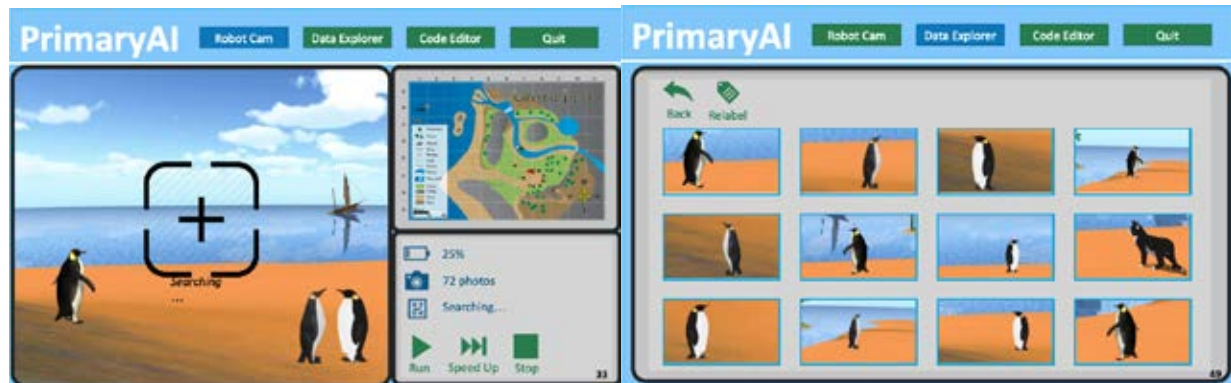 PrimaryAI Robot Cam Data Explorer Code Editor Quit
Searching
...
25%
72 photos
Searching...
Run Speed Up Stop
33
PrimaryAI Robot Cam Data Explorer Code Editor Quit
Back Relabel
49